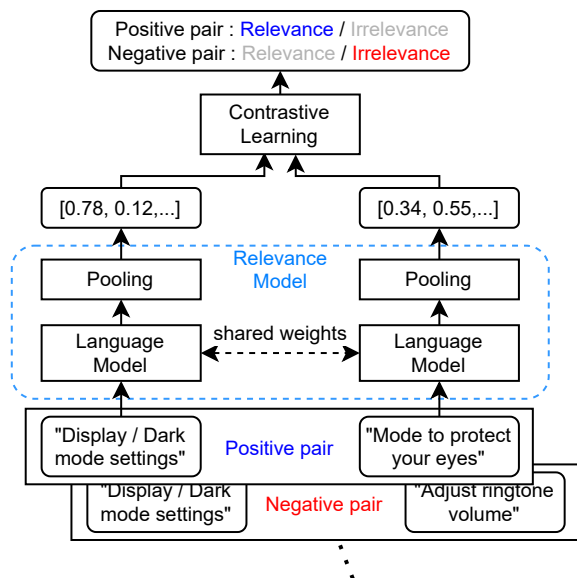 Positive pair : Relevance / Irrelevance
Negative pair : Relevance / Irrelevance
Contrastive
Learning
[0.78, 0.12,...]
[0.34, 0.55,...]
Relevance
Model
Pooling
Pooling
Language
Model
shared weights
Language
Model
"Display / Dark
mode settings"
Positive pair
"Mode to protect
your eyes"
"Display / Dark
mode settings"
Negative pair
"Adjust ringtone
volume"